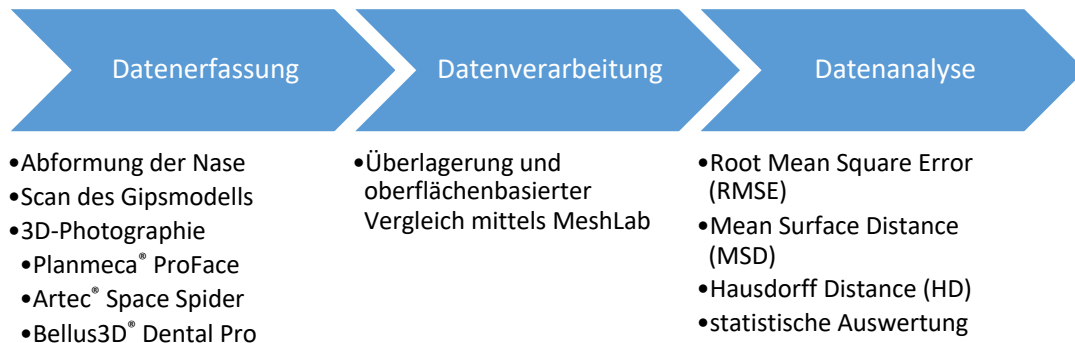 Datenerfassung
Datenverarbeitung
Datenanalyse
•Abformung der Nase
•Scan des Gipsmodells
•3D-Photographie
•Planmeca® ProFace
•Artec® Space Spider
•Bellus3D® Dental Pro
•Überlagerung und
oberflächenbasierter
Vergleich mittels MeshLab
•Root Mean Square Error
(RMSE)
•Mean Surface Distance
(MSD)
•Hausdorff Distance (HD)
•statistische Auswertung